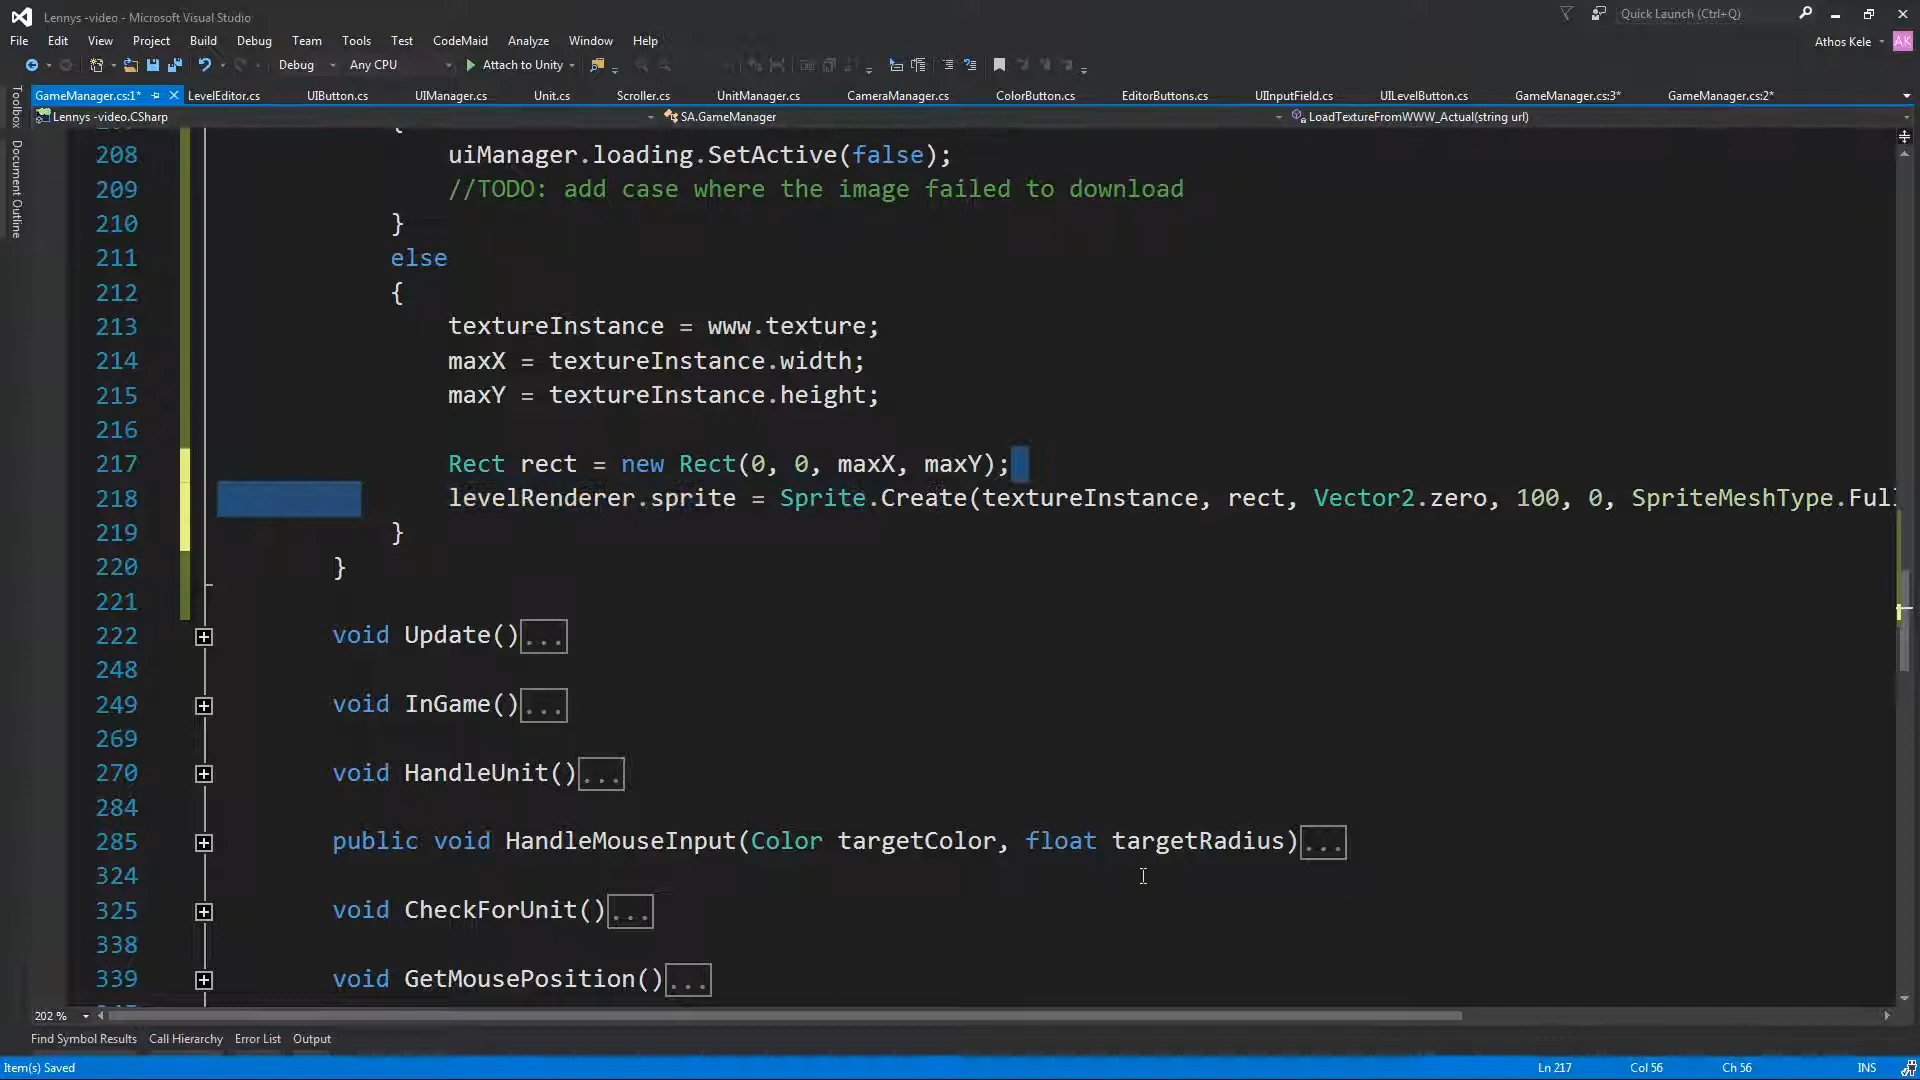 Lennys -video - Microsoft Visual Studio
Quick Launch (Ctrl+Q)
File Edit View Project Build Debug Team Tools Test CodeMaid Analyze Window Help
Athos Kele AK
Debug Any CPU Attach to Unity
GameManager.cs:1* LevelEditor.cs UIButton.cs UIManager.cs Unit.cs Scroller.cs UnitManager.cs CameraManager.cs ColorButton.cs EditorButtons.cs UIInputField.cs UILevelButton.cs GameManager.cs:3* GameManager.cs:2*
Lennys -video.CSharp SA.GameManager LoadTextureFromWWW_Actual(string url)
Toolbox
Document Outline
{
208 uiManager.loading.SetActive(false);
209 //TODO: add case where the image failed to download
210 }
211 else
212 {
213 textureInstance = www.texture;
214 maxX = textureInstance.width;
215 maxY = textureInstance.height;
216
217 Rect rect = new Rect(0, 0, maxX, maxY);
218 levelRenderer.sprite = Sprite.Create(textureInstance, rect, Vector2.zero, 100, 0, SpriteMeshType.Full
219 }
220 }
221
222 void Update()...
248
249 void InGame()...
269
270 void HandleUnit()...
284
285 public void HandleMouseInput(Color targetColor, float targetRadius)...
324
325 void CheckForUnit()...
338
339 void GetMousePosition()...
202 %
Find Symbol Results Call Hierarchy Error List Output
Item(s) Saved Ln 217 Col 56 Ch 56 INS